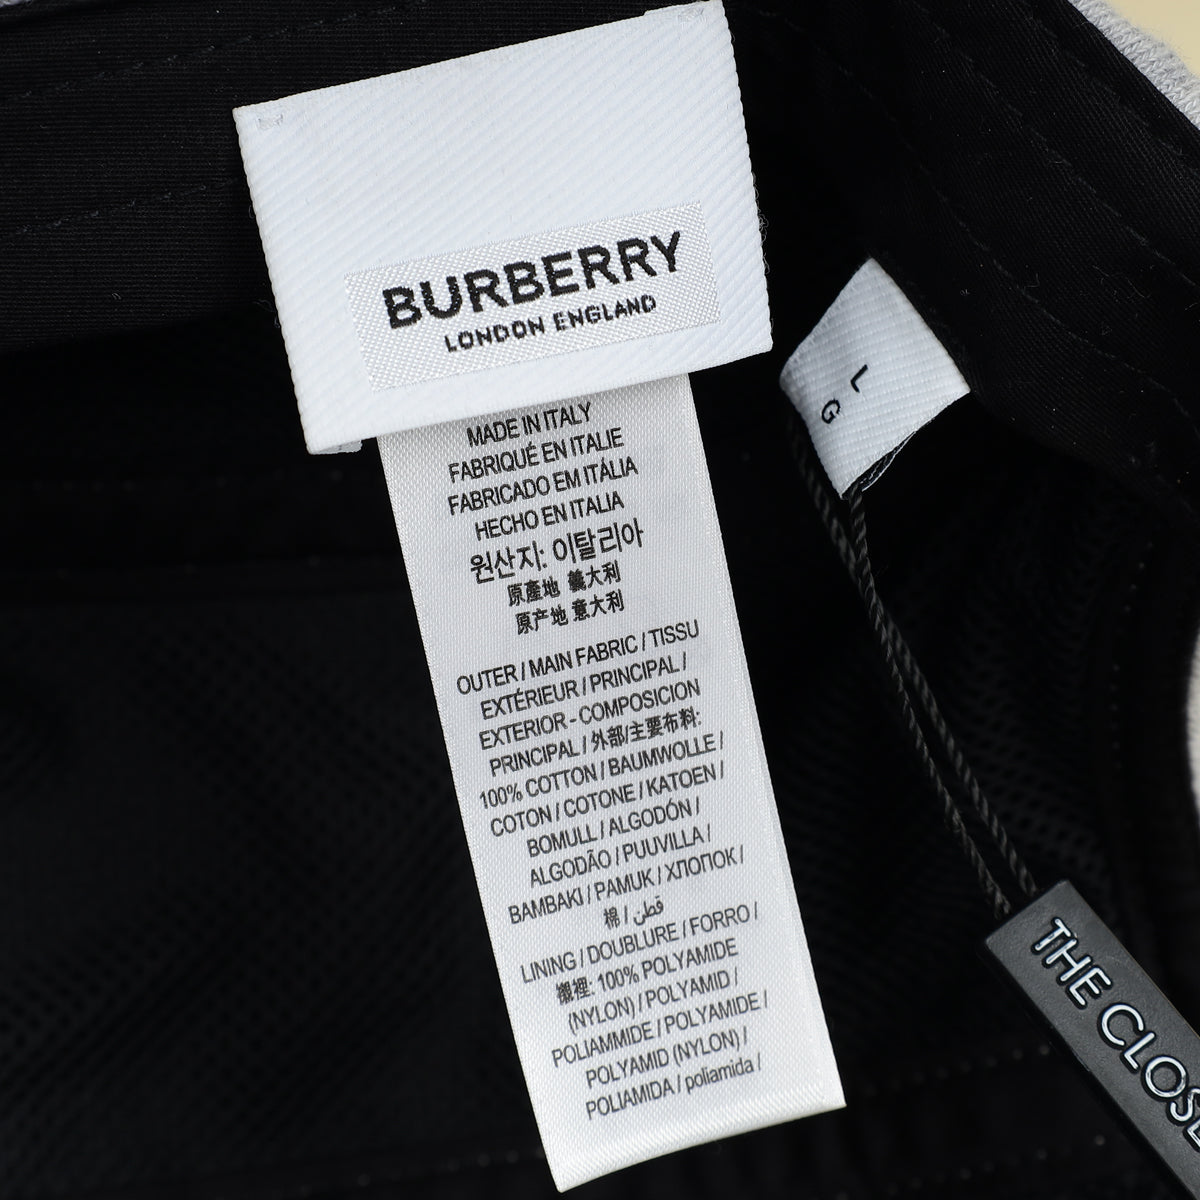 BURBERRY
LONDON ENGLAND
MADE IN ITALY
FABRIQUÉ EN ITALIE
FABRICADO EM ITÁLIA
HECHO EN ITALIA
원산지: 이탈리아
原產地 義大利
原产地 意大利
OUTER / MAIN FABRIC / TISSU
EXTÉRIEUR / PRINCIPAL /
EXTERIOR - COMPOSICION
PRINCIPAL / 外部/主要布料:
100% COTTON / BAUMWOLLE /
COTON / COTONE / KATOEN /
BOMULL / ALGODÓN /
ALGODÃO / PUUVILLA /
BAMBAKI / PAMUK / ХЛОПОК /
棉 / قطن
LINING / DOUBLURE / FORRO /
襯裡: 100% POLYAMIDE
(NYLON) / POLYAMID /
POLIAMMIDE / POLYAMIDE /
POLYAMID (NYLON) /
POLIAMIDA / poliamida /
L
G
THE CLOSE